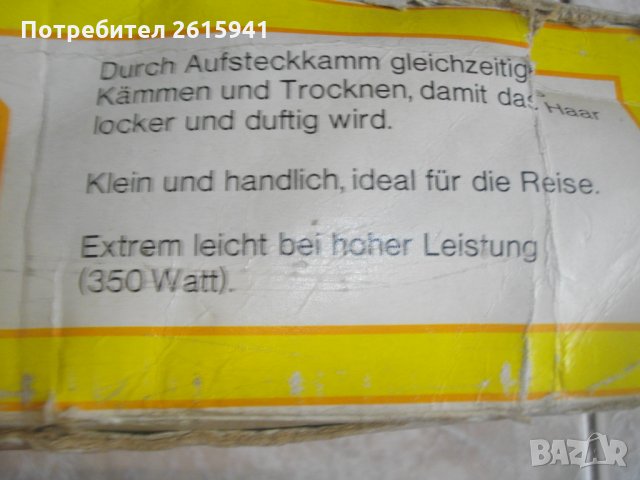 Потребител 2615941
Durch Aufsteckkamm gleichzeitig
Kämmen und Trocknen, damit das Haar
locker und duftig wird.
Klein und handlich, ideal für die Reise.
Extrem leicht bei hoher Leistung
(350 Watt).
BAZAR